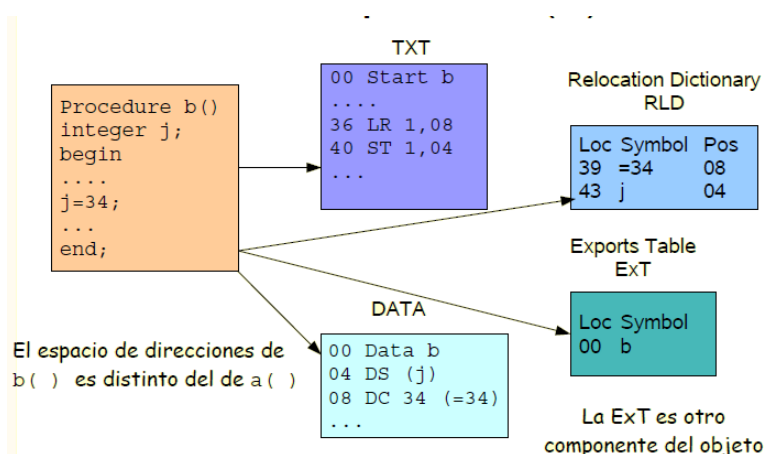 TXT
00 Start b
....
36 LR 1,08
40 ST 1,04
...
Procedure b()
integer j;
begin
....
j=34;
...
end;
Relocation Dictionary
RLD
Loc Symbol Pos
39 =34 08
43 j 04
Exports Table
ExT
Loc Symbol
00 b
DATA
00 Data b
04 DS (j)
08 DC 34 (=34)
...
El espacio de direcciones de
b( ) es distinto del de a( )
La ExT es otro
componente del objeto